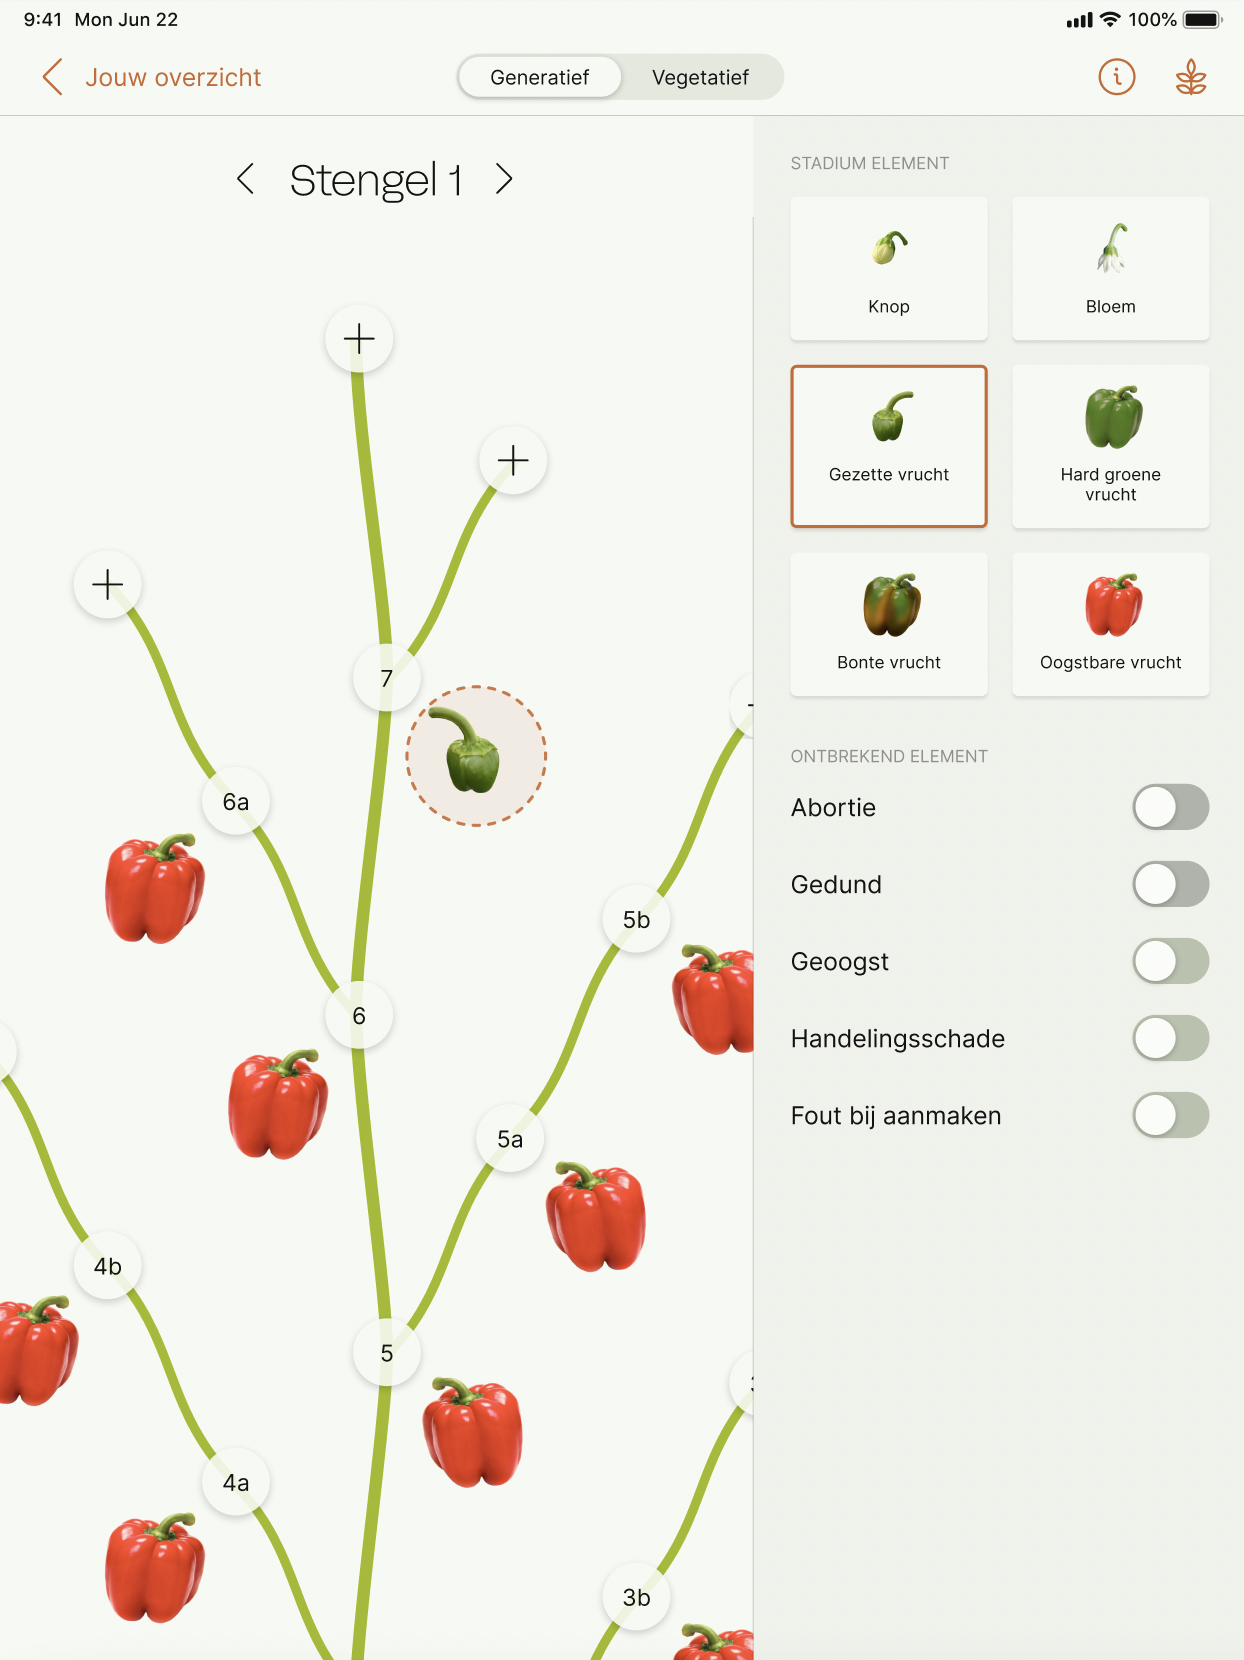 9:41 Mon Jun 22
100%
Jouw overzicht
Generatief
Vegetatief
Stengel 1
STADIUM ELEMENT
Knop
Bloem
Gezette vrucht
Hard groene
vrucht
Bonte vrucht
Oogstbare vrucht
ONTBREKEND ELEMENT
Abortie
Gedund
Geoogst
Handelingsschade
Fout bij aanmaken
7
6a
5b
6
5a
4b
5
4a
3b